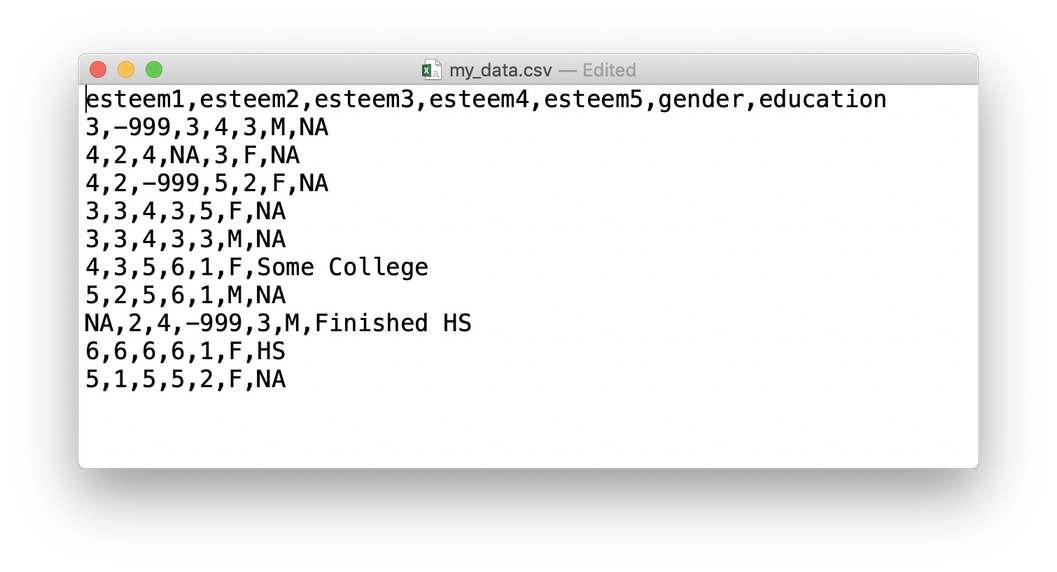 my_data.csv — Edited
esteem1,esteem2,esteem3,esteem4,esteem5,gender,education
3,-999,3,4,3,M,NA
4,2,4,NA,3,F,NA
4,2,-999,5,2,F,NA
3,3,4,3,5,F,NA
3,3,4,3,3,M,NA
4,3,5,6,1,F,Some College
5,2,5,6,1,M,NA
NA,2,4,-999,3,M,Finished HS
6,6,6,6,1,F,HS
5,1,5,5,2,F,NA